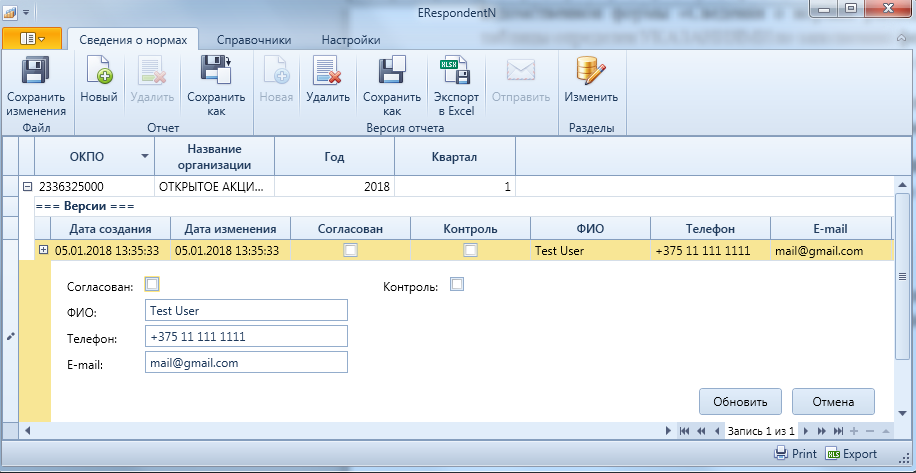 ERespondentN
Сведения о нормах
Справочники
Настройки
Сохранить изменения
Новый
Удалить
Сохранить как
Новая
Удалить
Сохранить как
XLSX
Экспорт в Excel
Отправить
Изменить
Файл
Отчет
Версия отчета
Разделы
ОКПО
Название организации
Год
Квартал
2336325000
ОТКРЫТОЕ АКЦИ...
2018
1
=== Версии ===
Дата создания
Дата изменения
Согласован
Контроль
ФИО
Телефон
E-mail
05.01.2018 13:35:33
05.01.2018 13:35:33
Test User
+375 11 111 1111
mail@gmail.com
Согласован:
Контроль:
ФИО:
Test User
Телефон:
+375 11 111 1111
E-mail:
mail@gmail.com
Обновить
Отмена
Запись 1 из 1
Print
XLS
Export